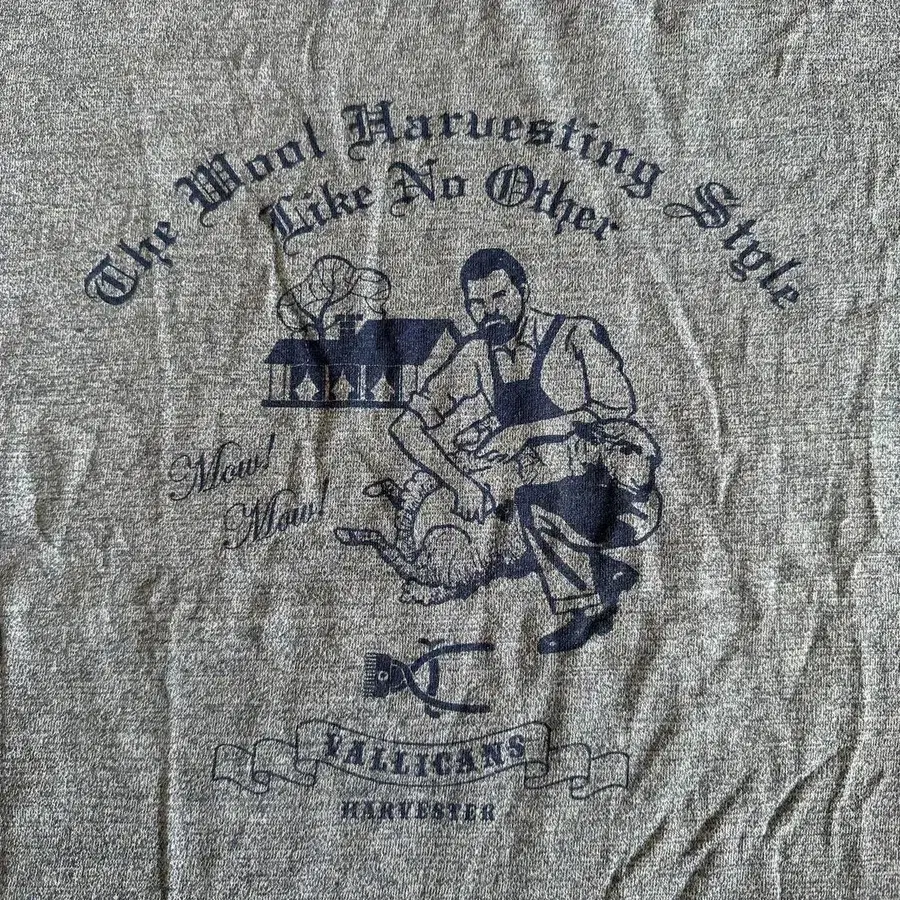 The Wool Harvesting Style
Like No Other
Mow!
Mow!
VALLICANS
HARVESTER